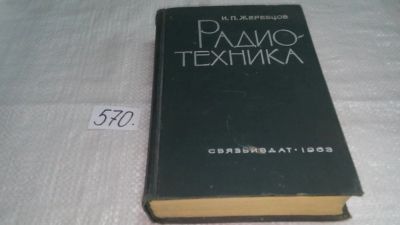 И.П.ЖЕРЕБЦОВ
РАДИО-
ТЕХНИКА
СВЯЗЬИЗДАТ·1963
570.